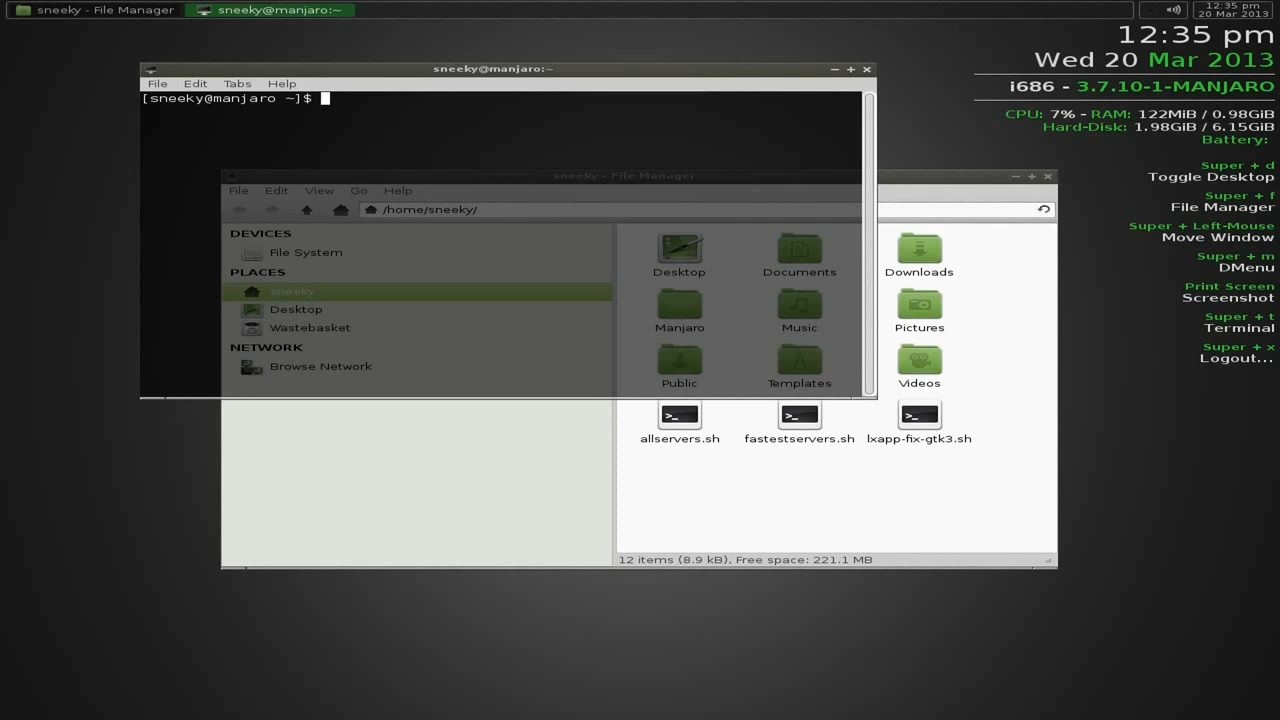 sneeky - File Manager
sneeky@manjaro:~
12:35 pm
20 Mar 2013
12:35 pm
Wed 20 Mar 2013
i686 - 3.7.10-1-MANJARO
CPU: 7% - RAM: 122MiB / 0.98GiB
Hard-Disk: 1.98GiB / 6.15GiB
Battery:
Super + d
Toggle Desktop
Super + f
File Manager
Super + Left-Mouse
Move Window
Super + m
DMenu
Print Screen
Screenshot
Super + t
Terminal
Super + x
Logout...
sneeky@manjaro:~
File Edit Tabs Help
[sneeky@manjaro ~]$
sneeky - File Manager
File Edit View Go Help
/home/sneeky/
DEVICES
File System
PLACES
sneeky
Desktop
Wastebasket
NETWORK
Browse Network
Desktop Documents Downloads
Manjaro Music Pictures
Public Templates Videos
allservers.sh fastestservers.sh lxapp-fix-gtk3.sh
12 items (8.9 kB), Free space: 221.1 MB